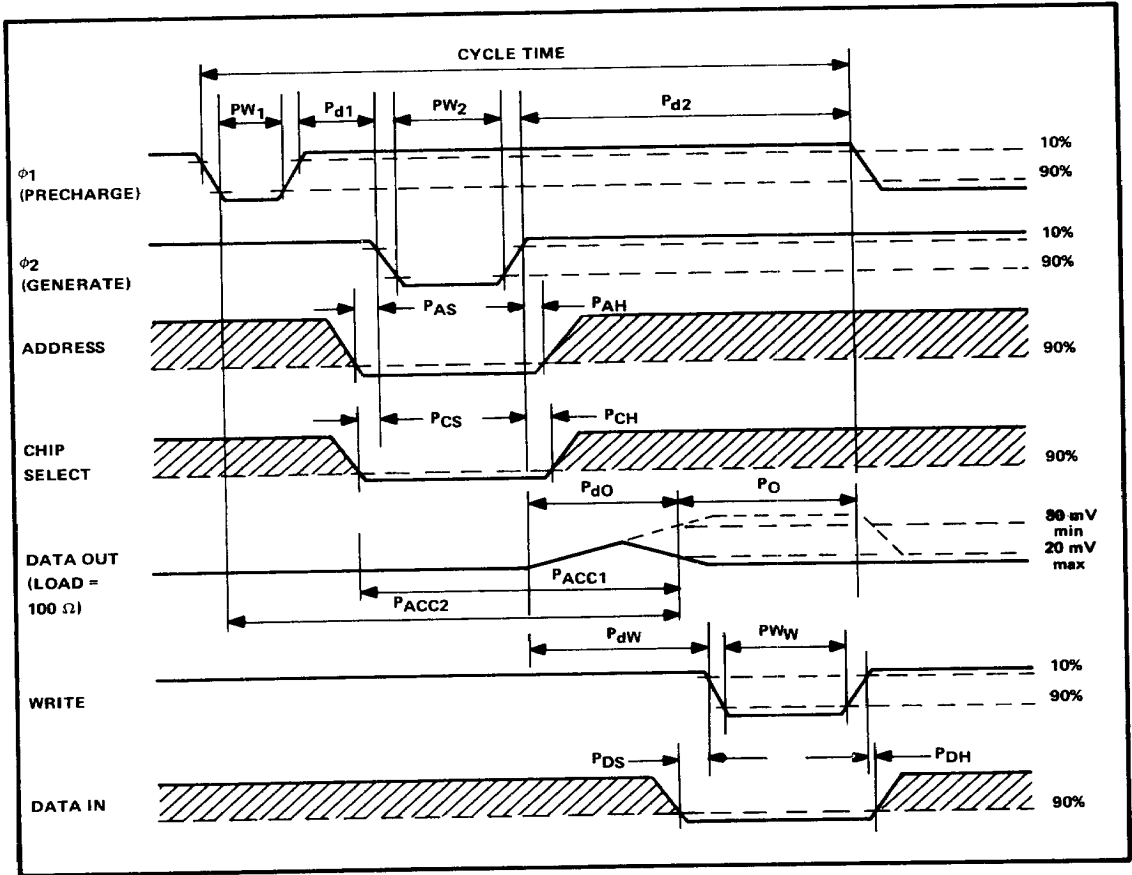 CYCLE TIME
PW1
Pd1
PW2
Pd2
ϕ1
(PRECHARGE)
10%
90%
ϕ2
(GENERATE)
10%
90%
PAS
PAH
ADDRESS
90%
PCS
PCH
CHIP
SELECT
90%
PdO
PO
DATA OUT
(LOAD =
100 Ω)
80 mV
min
20 mV
max
PACC1
PACC2
PdW
PWW
WRITE
10%
90%
PDS
PDH
DATA IN
90%